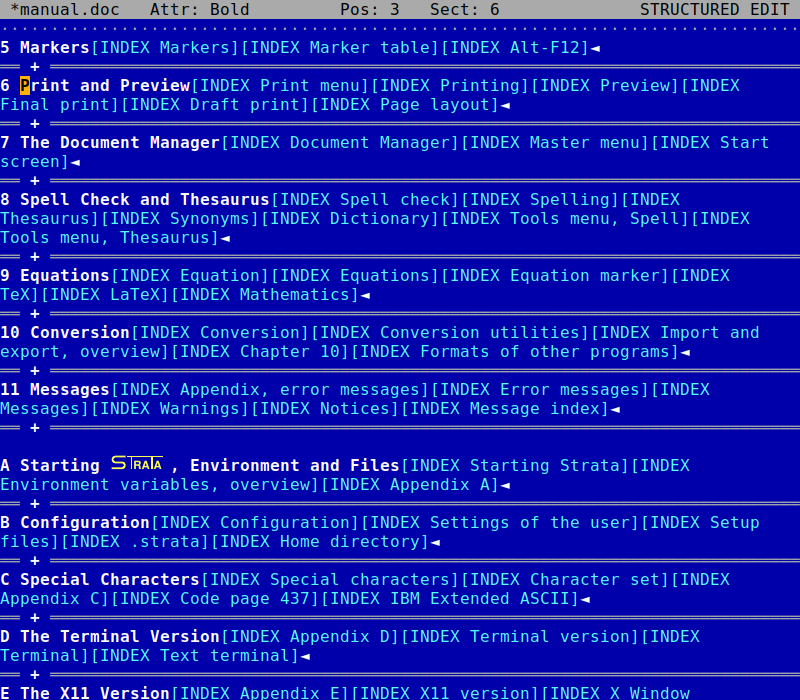 *manual.doc   Attr: Bold         Pos: 3   Sect: 6              STRUCTURED EDIT
5 Markers[INDEX Markers][INDEX Marker table][INDEX Alt-F12]◄
+
6 Print and Preview[INDEX Print menu][INDEX Printing][INDEX Preview][INDEX
Final print][INDEX Draft print][INDEX Page layout]◄
+
7 The Document Manager[INDEX Document Manager][INDEX Master menu][INDEX Start
screen]◄
+
8 Spell Check and Thesaurus[INDEX Spell check][INDEX Spelling][INDEX
Thesaurus][INDEX Synonyms][INDEX Dictionary][INDEX Tools menu, Spell][INDEX
Tools menu, Thesaurus]◄
+
9 Equations[INDEX Equation][INDEX Equations][INDEX Equation marker][INDEX
TeX][INDEX LaTeX][INDEX Mathematics]◄
+
10 Conversion[INDEX Conversion][INDEX Conversion utilities][INDEX Import and
export, overview][INDEX Chapter 10][INDEX Formats of other programs]◄
+
11 Messages[INDEX Appendix, error messages][INDEX Error messages][INDEX
Messages][INDEX Warnings][INDEX Notices][INDEX Message index]◄
+
A Starting STRATA, Environment and Files[INDEX Starting Strata][INDEX
Environment variables, overview][INDEX Appendix A]◄
+
B Configuration[INDEX Configuration][INDEX Settings of the user][INDEX Setup
files][INDEX .strata][INDEX Home directory]◄
+
C Special Characters[INDEX Special characters][INDEX Character set][INDEX
Appendix C][INDEX Code page 437][INDEX IBM Extended ASCII]◄
+
D The Terminal Version[INDEX Appendix D][INDEX Terminal version][INDEX
Terminal][INDEX Text terminal]◄
+
E The X11 Version[INDEX Appendix E][INDEX X11 version][INDEX X Window